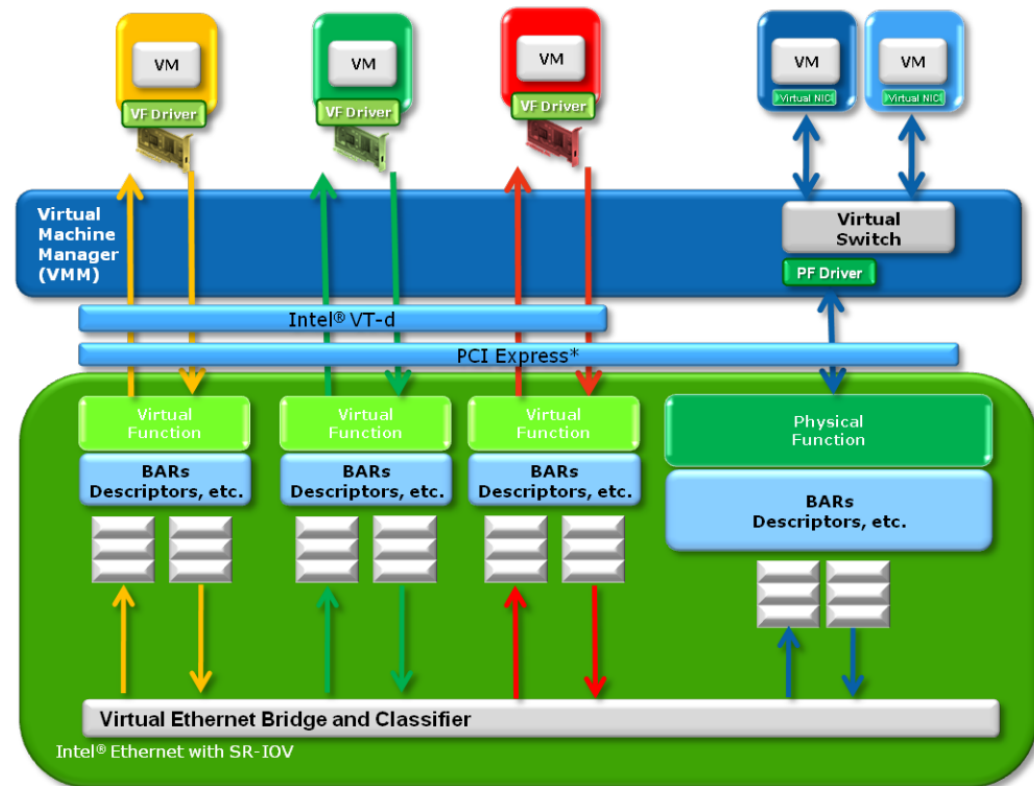 VM
VM
VM
VM
VM
VF Driver
VF Driver
VF Driver
Virtual NIC
Virtual NIC
Virtual
Machine
Manager
(VMM)
Virtual
Switch
PF Driver
Intel® VT-d
PCI Express*
Virtual
Function
Virtual
Function
Virtual
Function
Physical
Function
BARs
Descriptors, etc.
BARs
Descriptors, etc.
BARs
Descriptors, etc.
BARs
Descriptors, etc.
Virtual Ethernet Bridge and Classifier
Intel® Ethernet with SR-IOV